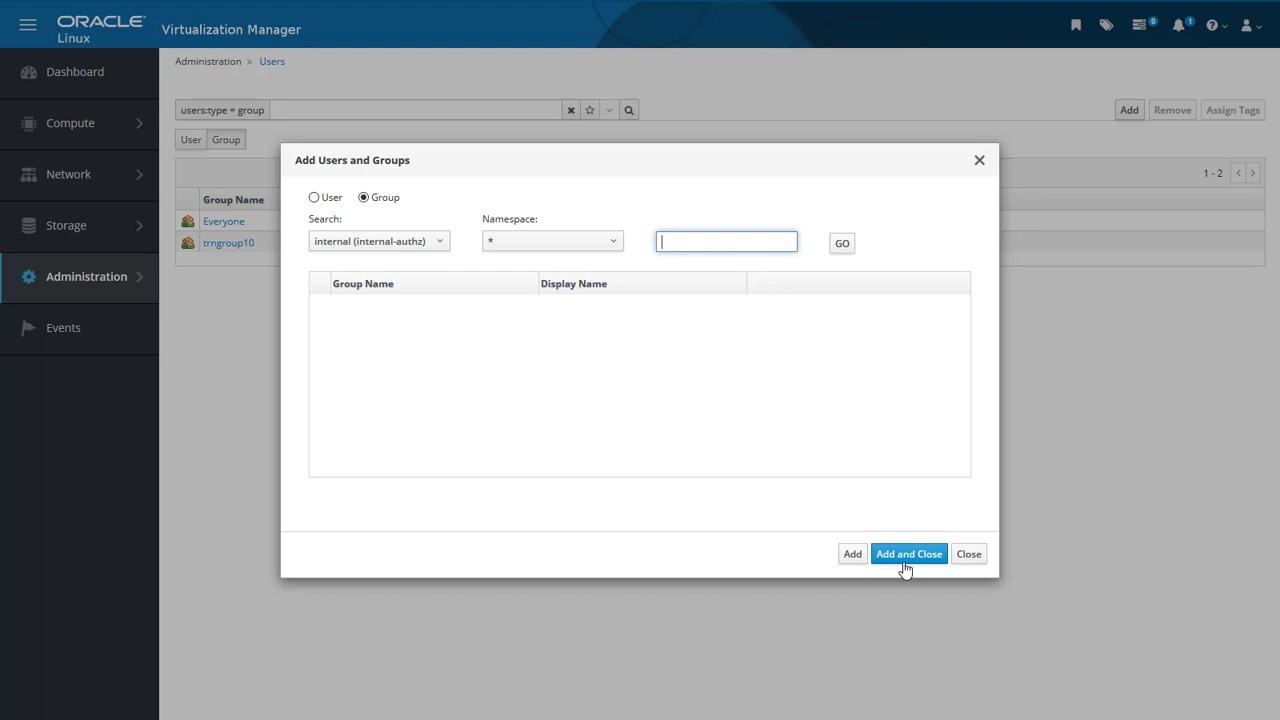 ORACLE
Linux
Virtualization Manager
0
1
Administration » Users
Dashboard
Compute
Network
Storage
Administration
Events
users:type = group
Add
Remove
Assign Tags
User
Group
1 - 2
Group Name
Everyone
trngroup10
Add Users and Groups
User
Group
Search:
Namespace:
internal (internal-authz)
*
GO
Group Name
Display Name
Add
Add and Close
Close